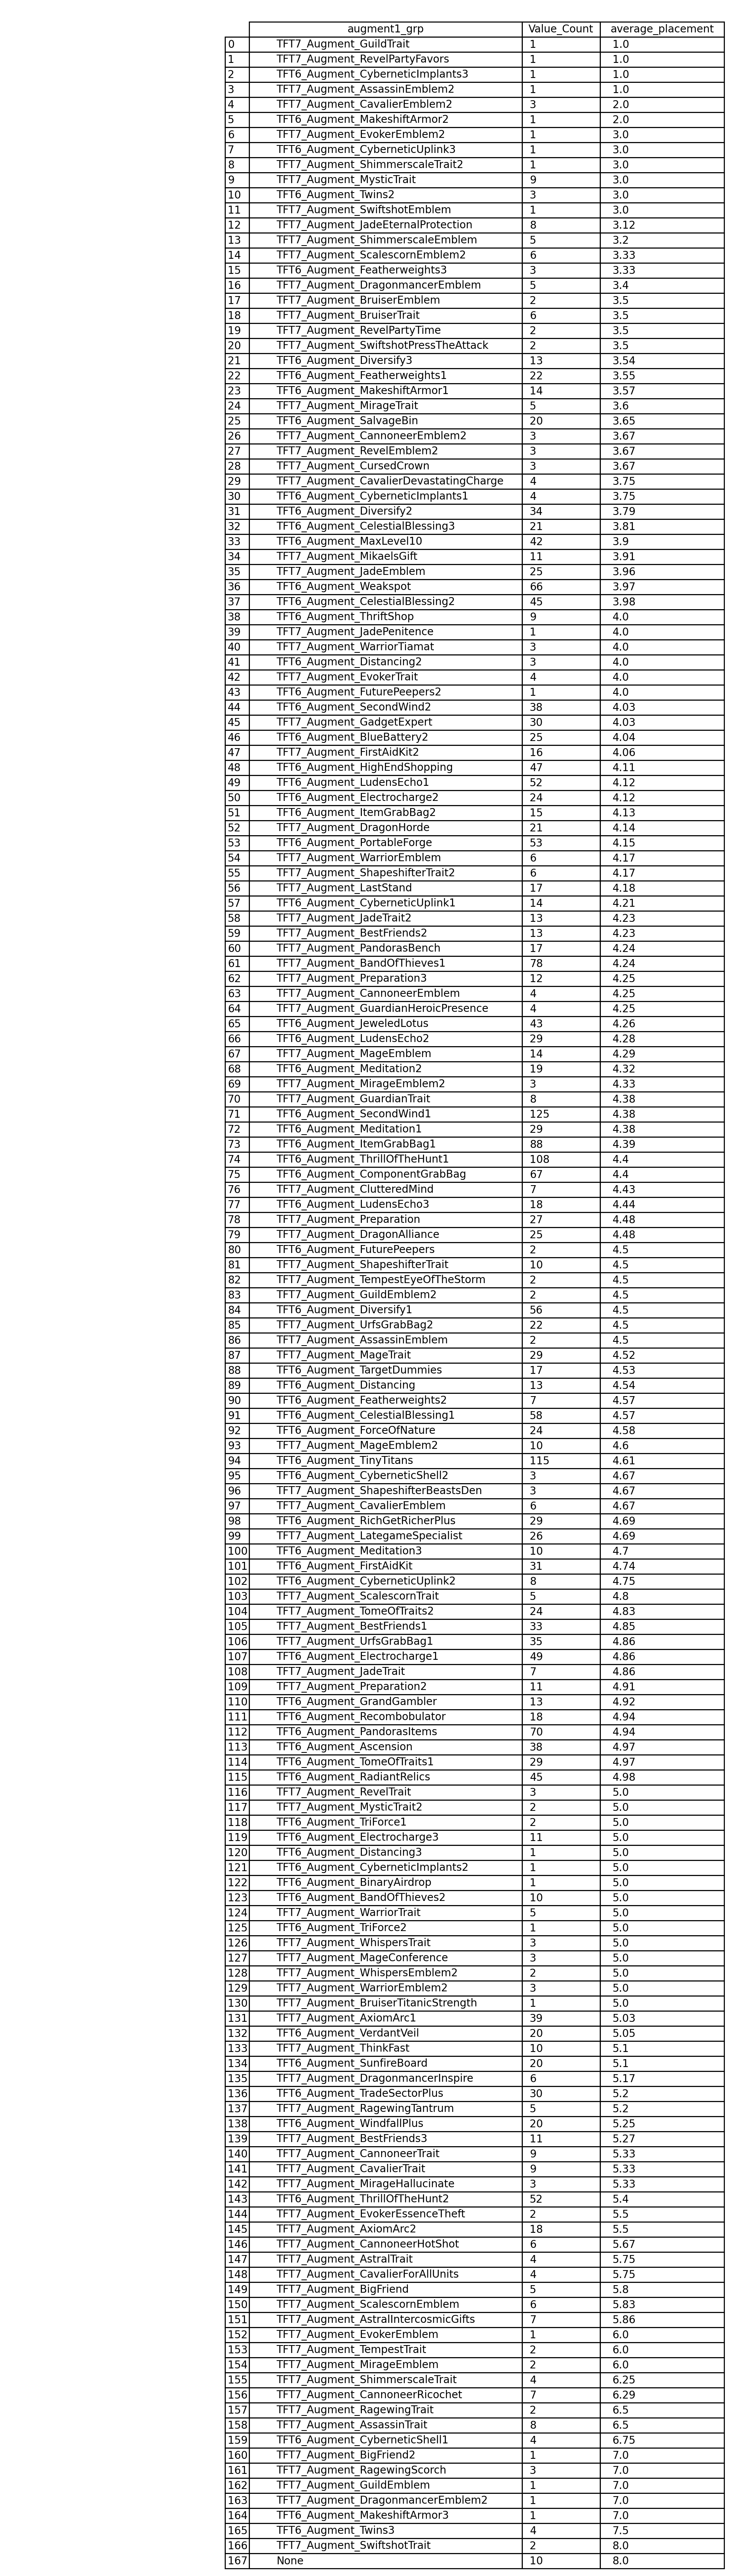 augment1_grp Value_Count average_placement
0 TFT7_Augment_GuildTrait 1 1.0
1 TFT7_Augment_RevelPartyFavors 1 1.0
2 TFT6_Augment_CyberneticImplants3 1 1.0
3 TFT7_Augment_AssassinEmblem2 1 1.0
4 TFT7_Augment_CavalierEmblem2 3 2.0
5 TFT6_Augment_MakeshiftArmor2 1 2.0
6 TFT7_Augment_EvokerEmblem2 1 3.0
7 TFT6_Augment_CyberneticUplink3 1 3.0
8 TFT7_Augment_ShimmerscaleTrait2 1 3.0
9 TFT7_Augment_MysticTrait 9 3.0
10 TFT6_Augment_Twins2 3 3.0
11 TFT7_Augment_SwiftshotEmblem 1 3.0
12 TFT7_Augment_JadeEternalProtection 8 3.12
13 TFT7_Augment_ShimmerscaleEmblem 5 3.2
14 TFT7_Augment_ScalescornEmblem2 6 3.33
15 TFT6_Augment_Featherweights3 3 3.33
16 TFT7_Augment_DragonmancerEmblem 5 3.4
17 TFT7_Augment_BruiserEmblem 2 3.5
18 TFT7_Augment_BruiserTrait 6 3.5
19 TFT7_Augment_RevelPartyTime 2 3.5
20 TFT7_Augment_SwiftshotPressTheAttack 2 3.5
21 TFT6_Augment_Diversify3 13 3.54
22 TFT6_Augment_Featherweights1 22 3.55
23 TFT6_Augment_MakeshiftArmor1 14 3.57
24 TFT7_Augment_MirageTrait 5 3.6
25 TFT6_Augment_SalvageBin 20 3.65
26 TFT7_Augment_CannoneerEmblem2 3 3.67
27 TFT7_Augment_RevelEmblem2 3 3.67
28 TFT7_Augment_CursedCrown 3 3.67
29 TFT7_Augment_CavalierDevastatingCharge 4 3.75
30 TFT6_Augment_CyberneticImplants1 4 3.75
31 TFT6_Augment_Diversify2 34 3.79
32 TFT6_Augment_CelestialBlessing3 21 3.81
33 TFT6_Augment_MaxLevel10 42 3.9
34 TFT7_Augment_MikaelsGift 11 3.91
35 TFT7_Augment_JadeEmblem 25 3.96
36 TFT6_Augment_Weakspot 66 3.97
37 TFT6_Augment_CelestialBlessing2 45 3.98
38 TFT6_Augment_ThriftShop 9 4.0
39 TFT7_Augment_JadePenitence 1 4.0
40 TFT7_Augment_WarriorTiamat 3 4.0
41 TFT6_Augment_Distancing2 3 4.0
42 TFT7_Augment_EvokerTrait 4 4.0
43 TFT6_Augment_FuturePeepers2 1 4.0
44 TFT6_Augment_SecondWind2 38 4.03
45 TFT7_Augment_GadgetExpert 30 4.03
46 TFT6_Augment_BlueBattery2 25 4.04
47 TFT7_Augment_FirstAidKit2 16 4.06
48 TFT6_Augment_HighEndShopping 47 4.11
49 TFT6_Augment_LudensEcho1 52 4.12
50 TFT6_Augment_Electrocharge2 24 4.12
51 TFT6_Augment_ItemGrabBag2 15 4.13
52 TFT7_Augment_DragonHorde 21 4.14
53 TFT6_Augment_PortableForge 53 4.15
54 TFT7_Augment_WarriorEmblem 6 4.17
55 TFT7_Augment_ShapeshifterTrait2 6 4.17
56 TFT7_Augment_LastStand 17 4.18
57 TFT6_Augment_CyberneticUplink1 14 4.21
58 TFT7_Augment_JadeTrait2 13 4.23
59 TFT7_Augment_BestFriends2 13 4.23
60 TFT7_Augment_PandorasBench 17 4.24
61 TFT6_Augment_BandOfThieves1 78 4.24
62 TFT7_Augment_Preparation3 12 4.25
63 TFT7_Augment_CannoneerEmblem 4 4.25
64 TFT7_Augment_GuardianHeroicPresence 4 4.25
65 TFT6_Augment_JeweledLotus 43 4.26
66 TFT6_Augment_LudensEcho2 29 4.28
67 TFT7_Augment_MageEmblem 14 4.29
68 TFT6_Augment_Meditation2 19 4.32
69 TFT7_Augment_MirageEmblem2 3 4.33
70 TFT7_Augment_GuardianTrait 8 4.38
71 TFT6_Augment_SecondWind1 125 4.38
72 TFT6_Augment_Meditation1 29 4.38
73 TFT6_Augment_ItemGrabBag1 88 4.39
74 TFT6_Augment_ThrillOfTheHunt1 108 4.4
75 TFT6_Augment_ComponentGrabBag 67 4.4
76 TFT7_Augment_ClutteredMind 7 4.43
77 TFT6_Augment_LudensEcho3 18 4.44
78 TFT7_Augment_Preparation 27 4.48
79 TFT7_Augment_DragonAlliance 25 4.48
80 TFT6_Augment_FuturePeepers 2 4.5
81 TFT7_Augment_ShapeshifterTrait 10 4.5
82 TFT7_Augment_TempestEyeOfTheStorm 2 4.5
83 TFT7_Augment_GuildEmblem2 2 4.5
84 TFT6_Augment_Diversify1 56 4.5
85 TFT7_Augment_UrfsGrabBag2 22 4.5
86 TFT7_Augment_AssassinEmblem 2 4.5
87 TFT7_Augment_MageTrait 29 4.52
88 TFT6_Augment_TargetDummies 17 4.53
89 TFT6_Augment_Distancing 13 4.54
90 TFT6_Augment_Featherweights2 7 4.57
91 TFT6_Augment_CelestialBlessing1 58 4.57
92 TFT6_Augment_ForceOfNature 24 4.58
93 TFT7_Augment_MageEmblem2 10 4.6
94 TFT6_Augment_TinyTitans 115 4.61
95 TFT6_Augment_CyberneticShell2 3 4.67
96 TFT7_Augment_ShapeshifterBeastsDen 3 4.67
97 TFT7_Augment_CavalierEmblem 6 4.67
98 TFT6_Augment_RichGetRicherPlus 29 4.69
99 TFT7_Augment_LategameSpecialist 26 4.69
100 TFT6_Augment_Meditation3 10 4.7
101 TFT6_Augment_FirstAidKit 31 4.74
102 TFT6_Augment_CyberneticUplink2 8 4.75
103 TFT7_Augment_ScalescornTrait 5 4.8
104 TFT6_Augment_TomeOfTraits2 24 4.83
105 TFT7_Augment_BestFriends1 33 4.85
106 TFT7_Augment_UrfsGrabBag1 35 4.86
107 TFT6_Augment_Electrocharge1 49 4.86
108 TFT7_Augment_JadeTrait 7 4.86
109 TFT7_Augment_Preparation2 11 4.91
110 TFT6_Augment_GrandGambler 13 4.92
111 TFT6_Augment_Recombobulator 18 4.94
112 TFT6_Augment_PandorasItems 70 4.94
113 TFT6_Augment_Ascension 38 4.97
114 TFT6_Augment_TomeOfTraits1 29 4.97
115 TFT6_Augment_RadiantRelics 45 4.98
116 TFT7_Augment_RevelTrait 3 5.0
117 TFT7_Augment_MysticTrait2 2 5.0
118 TFT6_Augment_TriForce1 2 5.0
119 TFT6_Augment_Electrocharge3 11 5.0
120 TFT6_Augment_Distancing3 1 5.0
121 TFT6_Augment_CyberneticImplants2 1 5.0
122 TFT6_Augment_BinaryAirdrop 1 5.0
123 TFT6_Augment_BandOfThieves2 10 5.0
124 TFT7_Augment_WarriorTrait 5 5.0
125 TFT6_Augment_TriForce2 1 5.0
126 TFT7_Augment_WhispersTrait 3 5.0
127 TFT7_Augment_MageConference 3 5.0
128 TFT7_Augment_WhispersEmblem2 2 5.0
129 TFT7_Augment_WarriorEmblem2 3 5.0
130 TFT7_Augment_BruiserTitanicStrength 1 5.0
131 TFT7_Augment_AxiomArc1 39 5.03
132 TFT6_Augment_VerdantVeil 20 5.05
133 TFT7_Augment_ThinkFast 10 5.1
134 TFT6_Augment_SunfireBoard 20 5.1
135 TFT7_Augment_DragonmancerInspire 6 5.17
136 TFT6_Augment_TradeSectorPlus 30 5.2
137 TFT7_Augment_RagewingTantrum 5 5.2
138 TFT6_Augment_WindfallPlus 20 5.25
139 TFT7_Augment_BestFriends3 11 5.27
140 TFT7_Augment_CannoneerTrait 9 5.33
141 TFT7_Augment_CavalierTrait 9 5.33
142 TFT7_Augment_MirageHallucinate 3 5.33
143 TFT6_Augment_ThrillOfTheHunt2 52 5.4
144 TFT7_Augment_EvokerEssenceTheft 2 5.5
145 TFT7_Augment_AxiomArc2 18 5.5
146 TFT7_Augment_CannoneerHotShot 6 5.67
147 TFT7_Augment_AstralTrait 4 5.75
148 TFT7_Augment_CavalierForAllUnits 4 5.75
149 TFT7_Augment_BigFriend 5 5.8
150 TFT7_Augment_ScalescornEmblem 6 5.83
151 TFT7_Augment_AstralIntercosmicGifts 7 5.86
152 TFT7_Augment_EvokerEmblem 1 6.0
153 TFT7_Augment_TempestTrait 2 6.0
154 TFT7_Augment_MirageEmblem 2 6.0
155 TFT7_Augment_ShimmerscaleTrait 4 6.25
156 TFT7_Augment_CannoneerRicochet 7 6.29
157 TFT7_Augment_RagewingTrait 2 6.5
158 TFT7_Augment_AssassinTrait 8 6.5
159 TFT6_Augment_CyberneticShell1 4 6.75
160 TFT7_Augment_BigFriend2 1 7.0
161 TFT7_Augment_RagewingScorch 3 7.0
162 TFT7_Augment_GuildEmblem 1 7.0
163 TFT7_Augment_DragonmancerEmblem2 1 7.0
164 TFT6_Augment_MakeshiftArmor3 1 7.0
165 TFT6_Augment_Twins3 4 7.5
166 TFT7_Augment_SwiftshotTrait 2 8.0
167 None 10 8.0